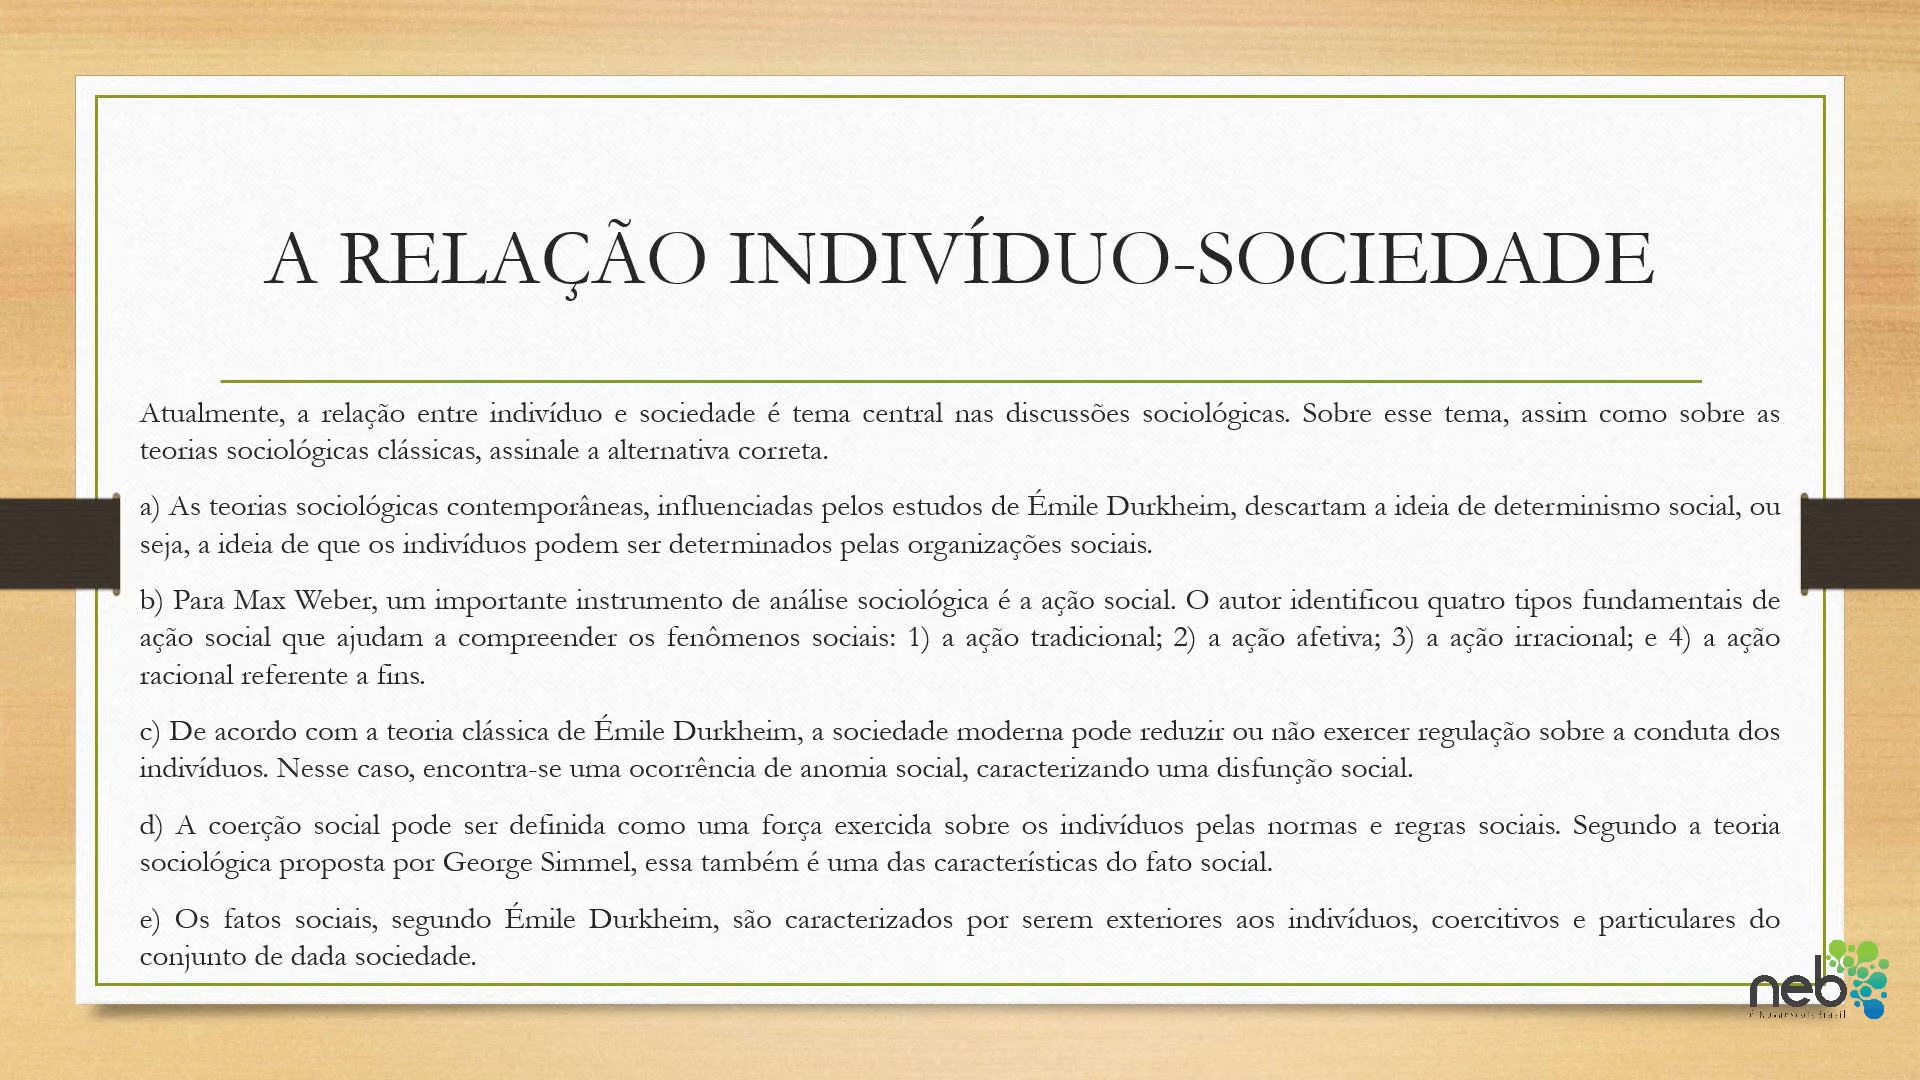 A RELAÇÃO INDIVÍDUO-SOCIEDADE
Atualmente, a relação entre indivíduo e sociedade é tema central nas discussões sociológicas. Sobre esse tema, assim como sobre as
teorias sociológicas clássicas, assinale a alternativa correta.
a) As teorias sociológicas contemporâneas, influenciadas pelos estudos de Émile Durkheim, descartam a ideia de determinismo social, ou
seja, a ideia de que os indivíduos podem ser determinados pelas organizações sociais.
b) Para Max Weber, um importante instrumento de análise sociológica é a ação social. O autor identificou quatro tipos fundamentais de
ação social que ajudam a compreender os fenômenos sociais: 1) a ação tradicional; 2) a ação afetiva; 3) a ação irracional; e 4) a ação
racional referente a fins.
c) De acordo com a teoria clássica de Émile Durkheim, a sociedade moderna pode reduzir ou não exercer regulação sobre a conduta dos
indivíduos. Nesse caso, encontra-se uma ocorrência de anomia social, caracterizando uma disfunção social.
d) A coerção social pode ser definida como uma força exercida sobre os indivíduos pelas normas e regras sociais. Segundo a teoria
sociológica proposta por George Simmel, essa também é uma das características do fato social.
e) Os fatos sociais, segundo Émile Durkheim, são caracterizados por serem exteriores aos indivíduos, coercitivos e particulares do
conjunto de dada sociedade.
neb